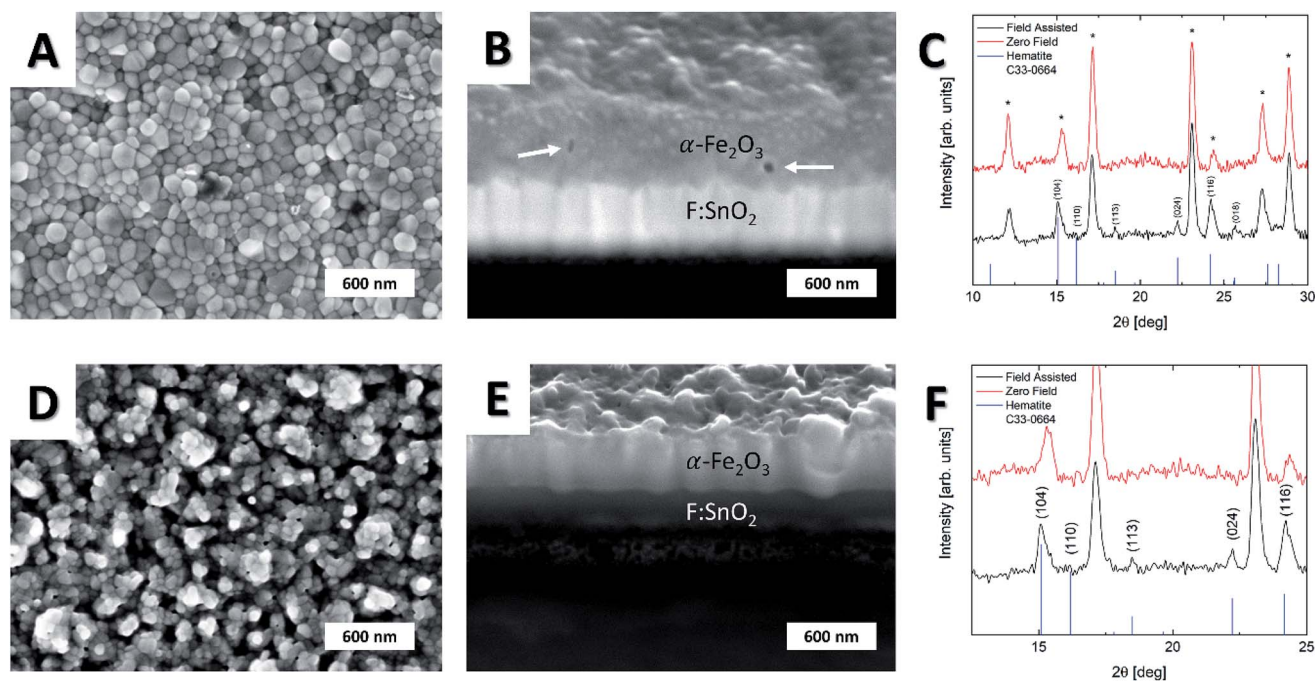 A
600 nm
B
α-Fe₂O₃
F:SnO₂
600 nm
C
Field Assisted
Zero Field
Hematite
C33-0664
* * * * * * *
(104)
(110)
(113)
(024)
(116)
(018)
Intensity [arb. units]
10 15 20 25 30
2θ [deg]
D
600 nm
E
α-Fe₂O₃
F:SnO₂
600 nm
F
Field Assisted
Zero Field
Hematite
C33-0664
(104)
(110)
(113)
(024)
(116)
Intensity [arb. units]
15 20 25
2θ [deg]